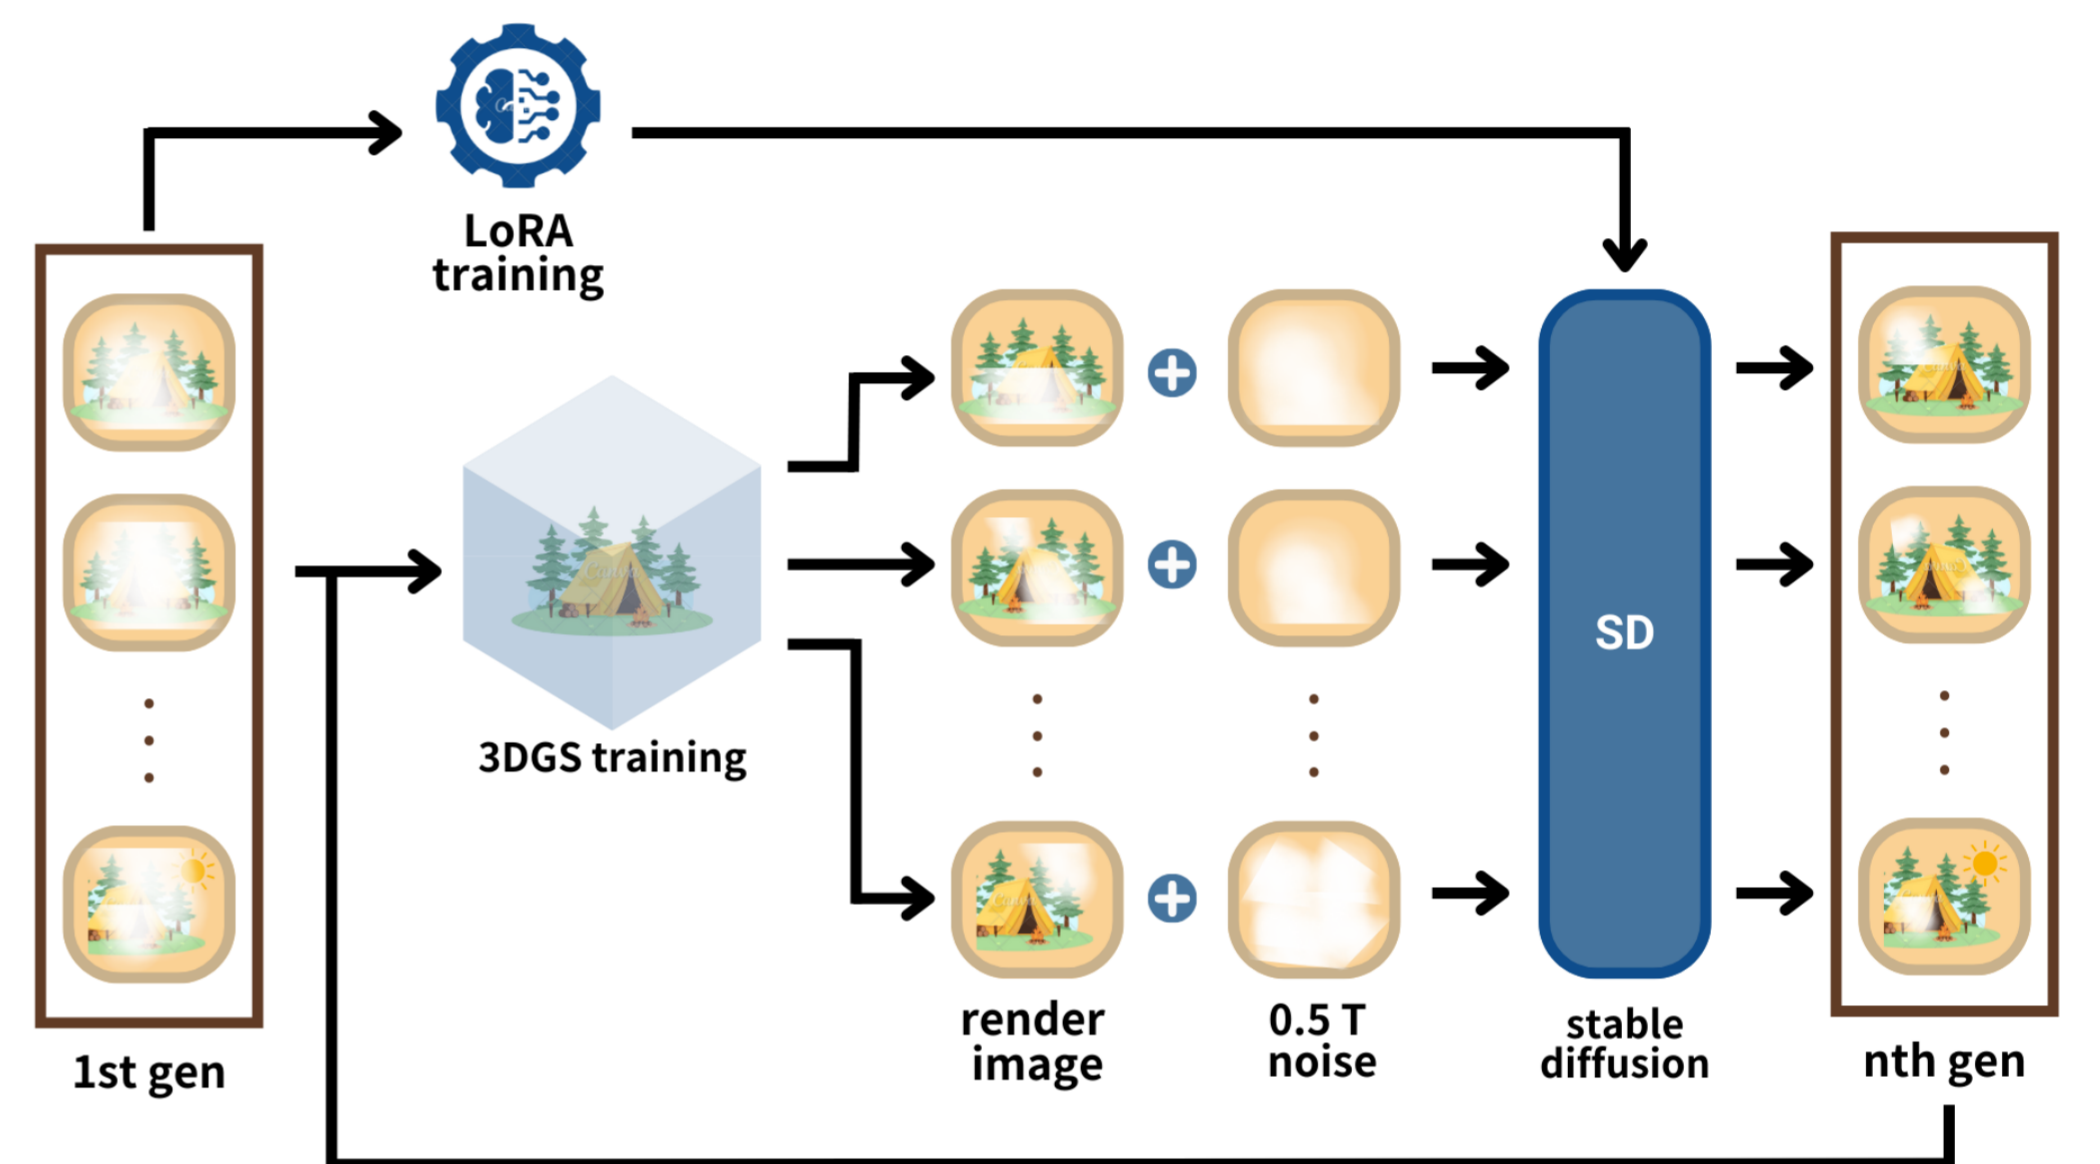 LoRA
training
1st gen
3DGS training
render
image
0.5 T
noise
SD
stable
diffusion
nth gen